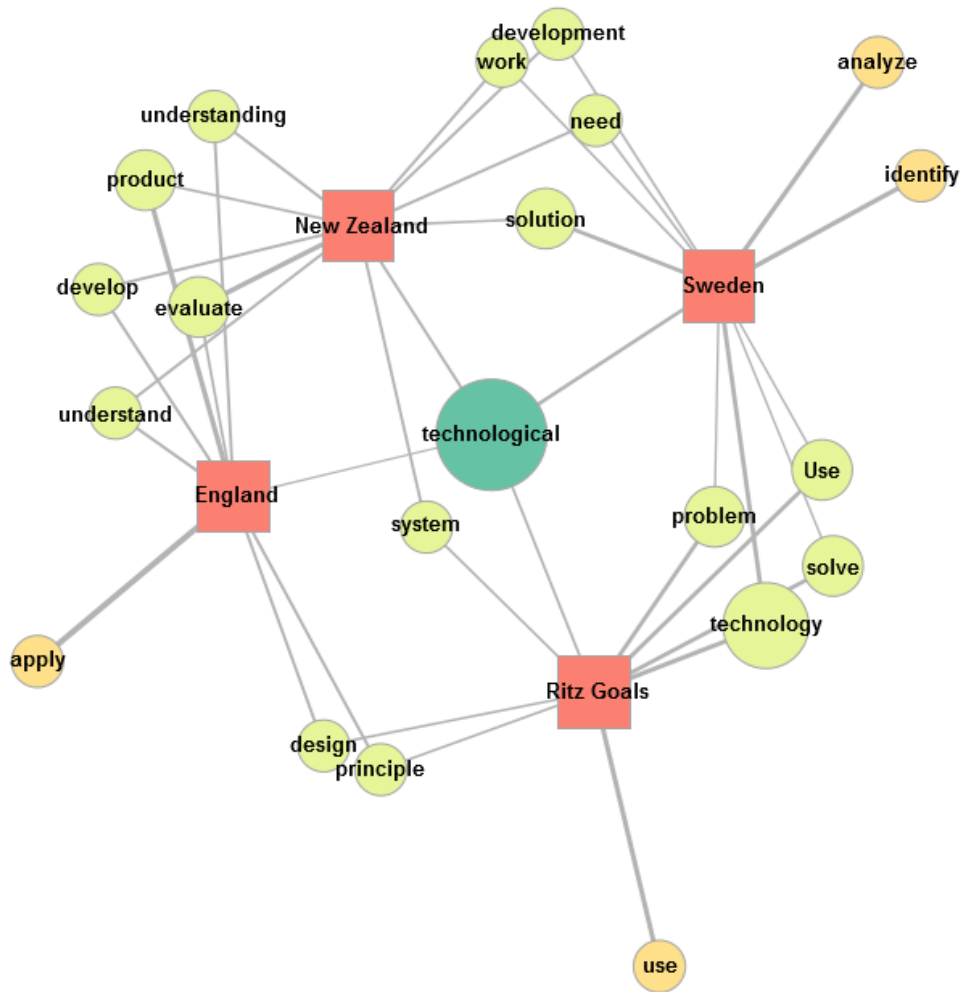 development
work
analyze
understanding
need
product
identify
solution
New Zealand
Sweden
develop
evaluate
understand
technological
Use
England
problem
system
solve
technology
apply
Ritz Goals
design
principle
use